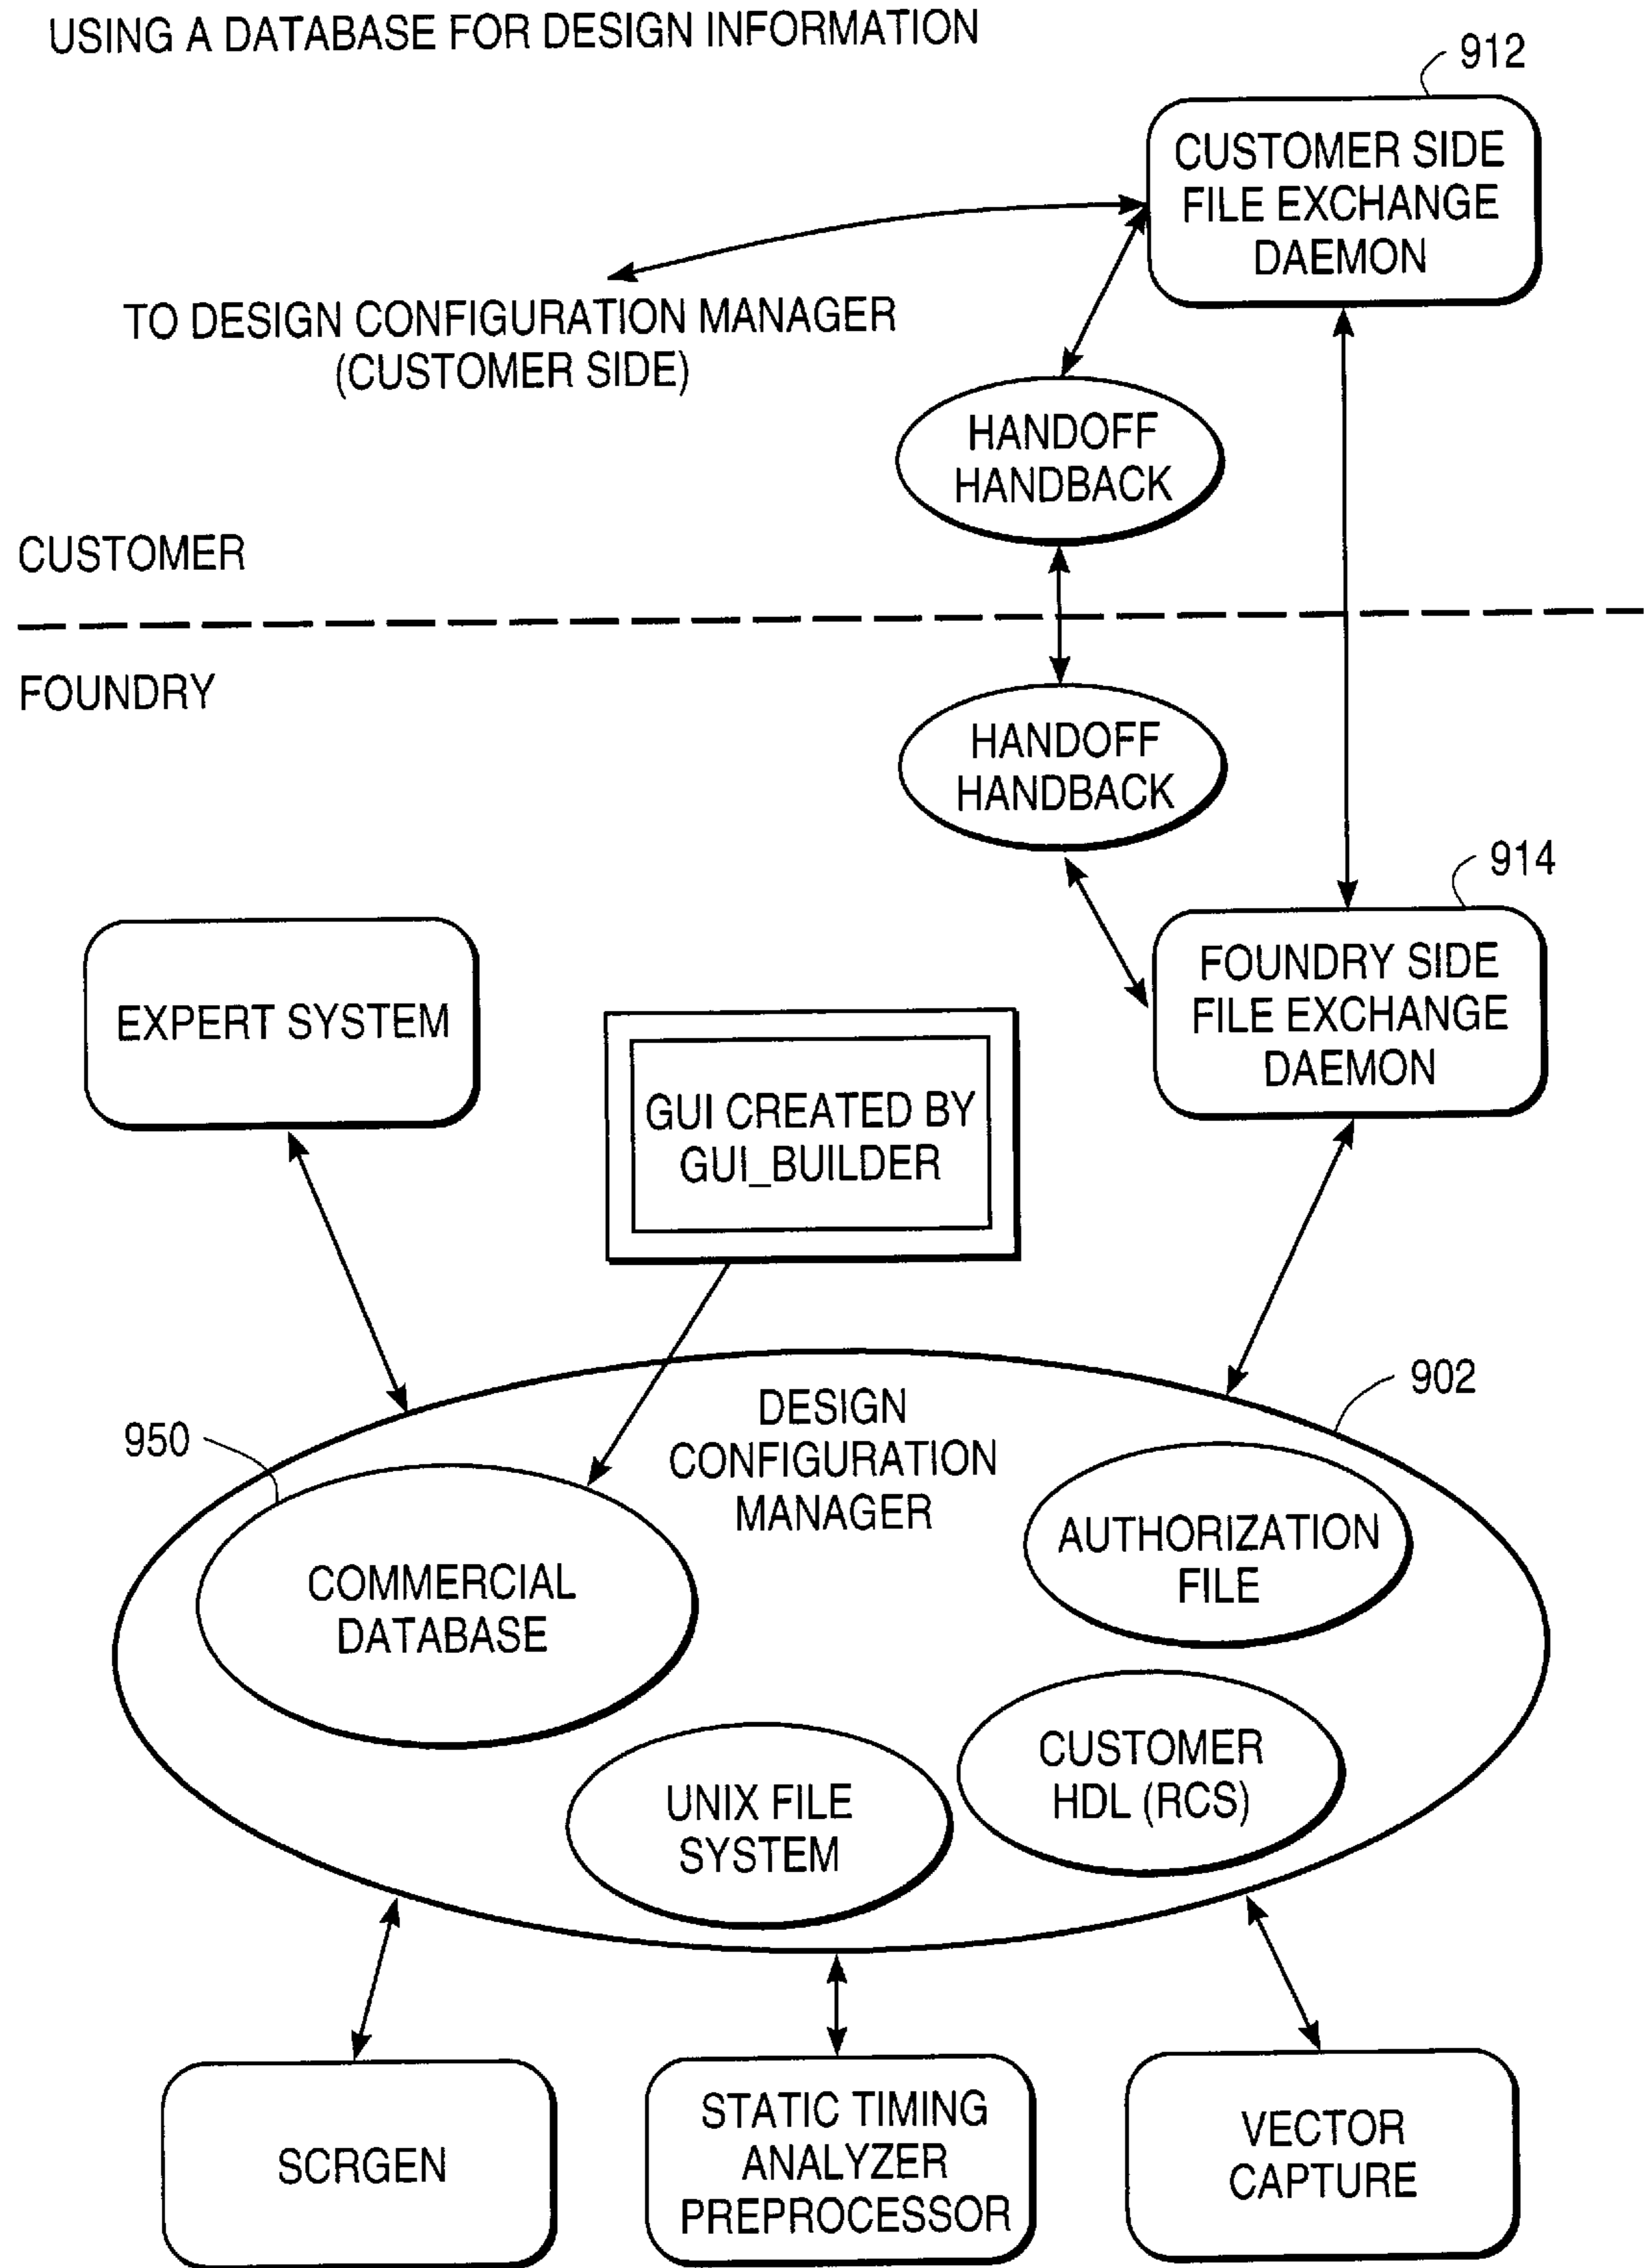 USING A DATABASE FOR DESIGN INFORMATION
912
CUSTOMER SIDE
FILE EXCHANGE
DAEMON
TO DESIGN CONFIGURATION MANAGER
(CUSTOMER SIDE)
HANDOFF
HANDBACK
CUSTOMER
FOUNDRY
HANDOFF
HANDBACK
914
FOUNDRY SIDE
FILE EXCHANGE
DAEMON
EXPERT SYSTEM
GUI CREATED BY
GUI_BUILDER
902
950
DESIGN
CONFIGURATION
MANAGER
AUTHORIZATION
FILE
COMMERCIAL
DATABASE
CUSTOMER
HDL (RCS)
UNIX FILE
SYSTEM
SCRGEN
STATIC TIMING
ANALYZER
PREPROCESSOR
VECTOR
CAPTURE